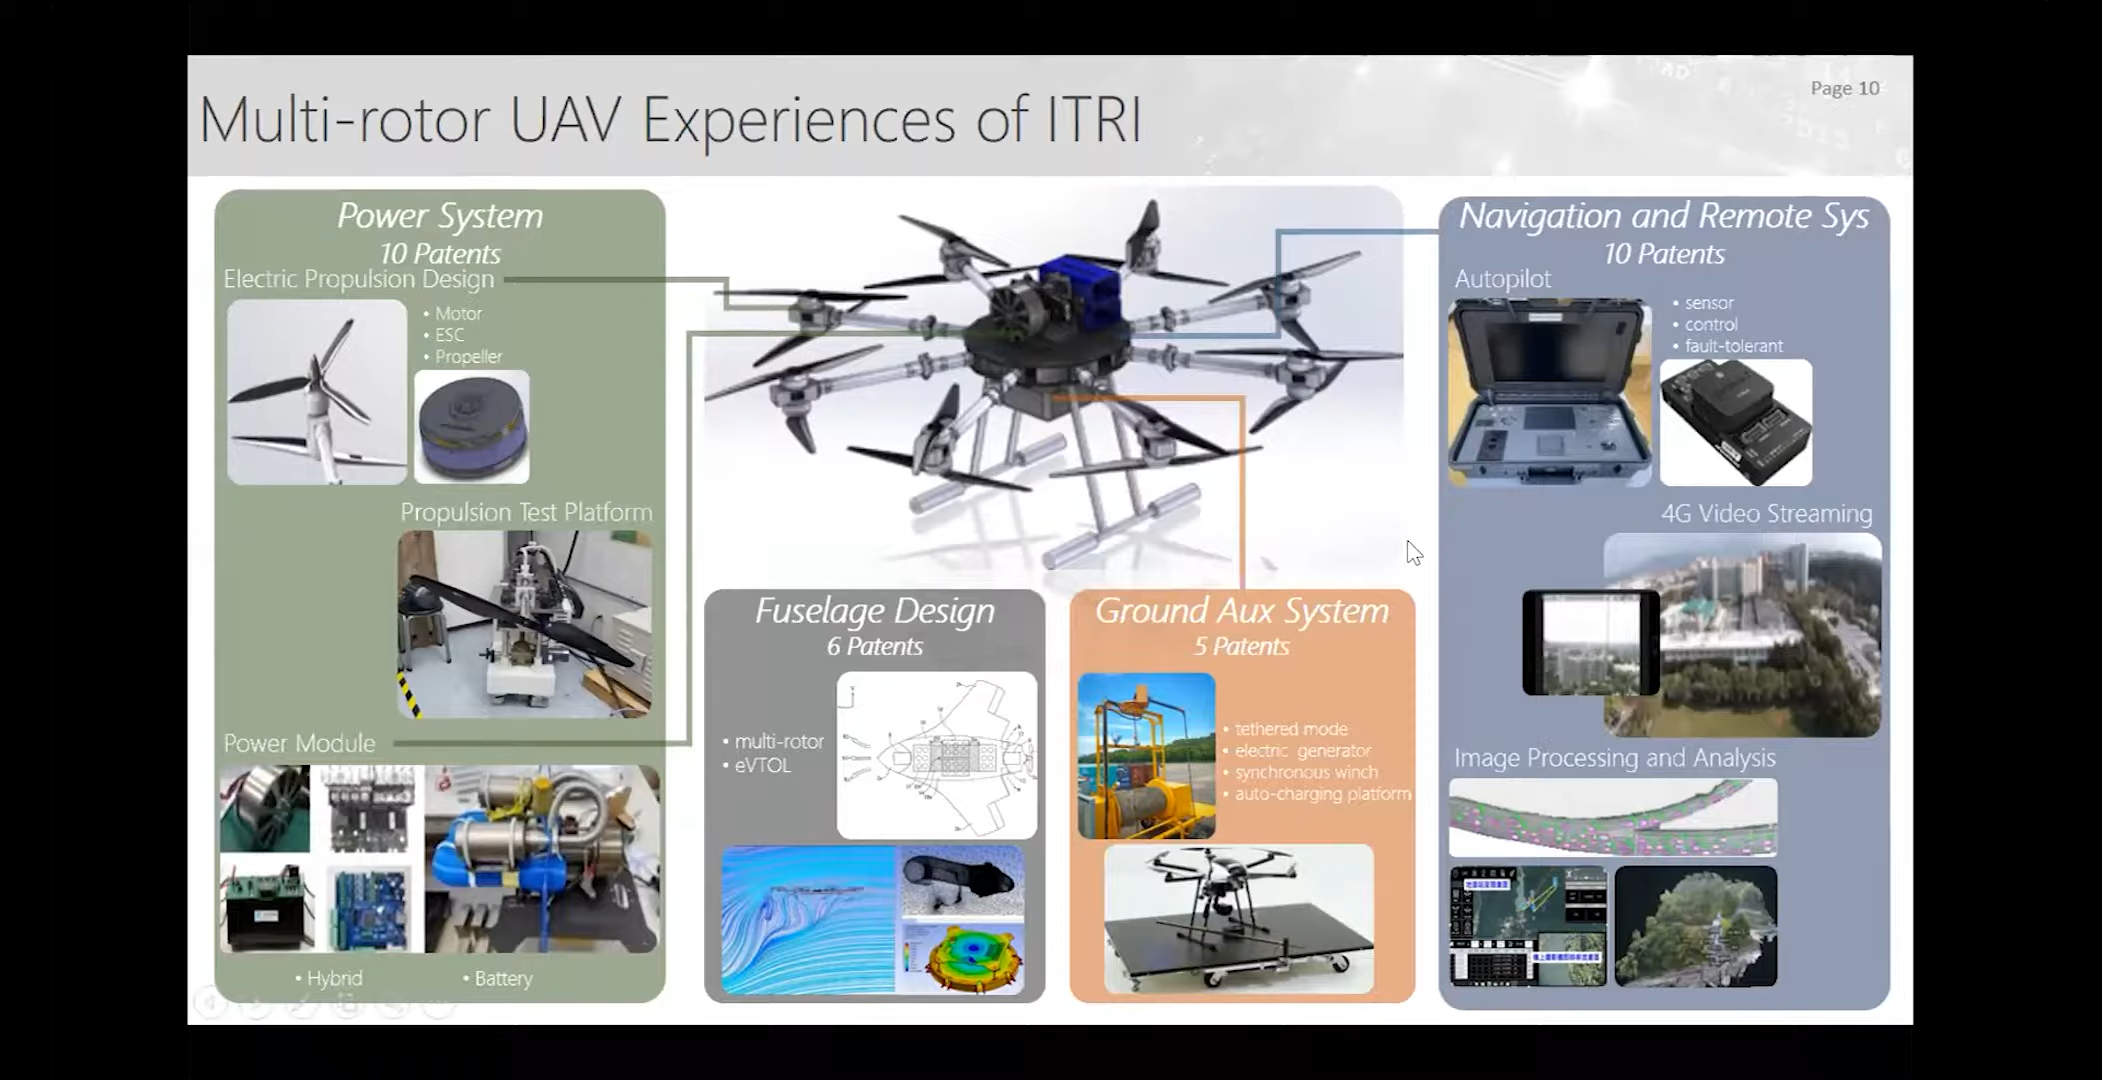 Page 10
Multi-rotor UAV Experiences of ITRI
Power System
10 Patents
Electric Propulsion Design
• Motor
• ESC
• Propeller
Propulsion Test Platform
Power Module
• Hybrid
• Battery
Fuselage Design
6 Patents
• multi-rotor
• eVTOL
Ground Aux System
5 Patents
• tethered mode
• electric generator
• synchronous winch
• auto-charging platform
Navigation and Remote Sys
10 Patents
Autopilot
• sensor
• control
• fault-tolerant
4G Video Streaming
Image Processing and Analysis